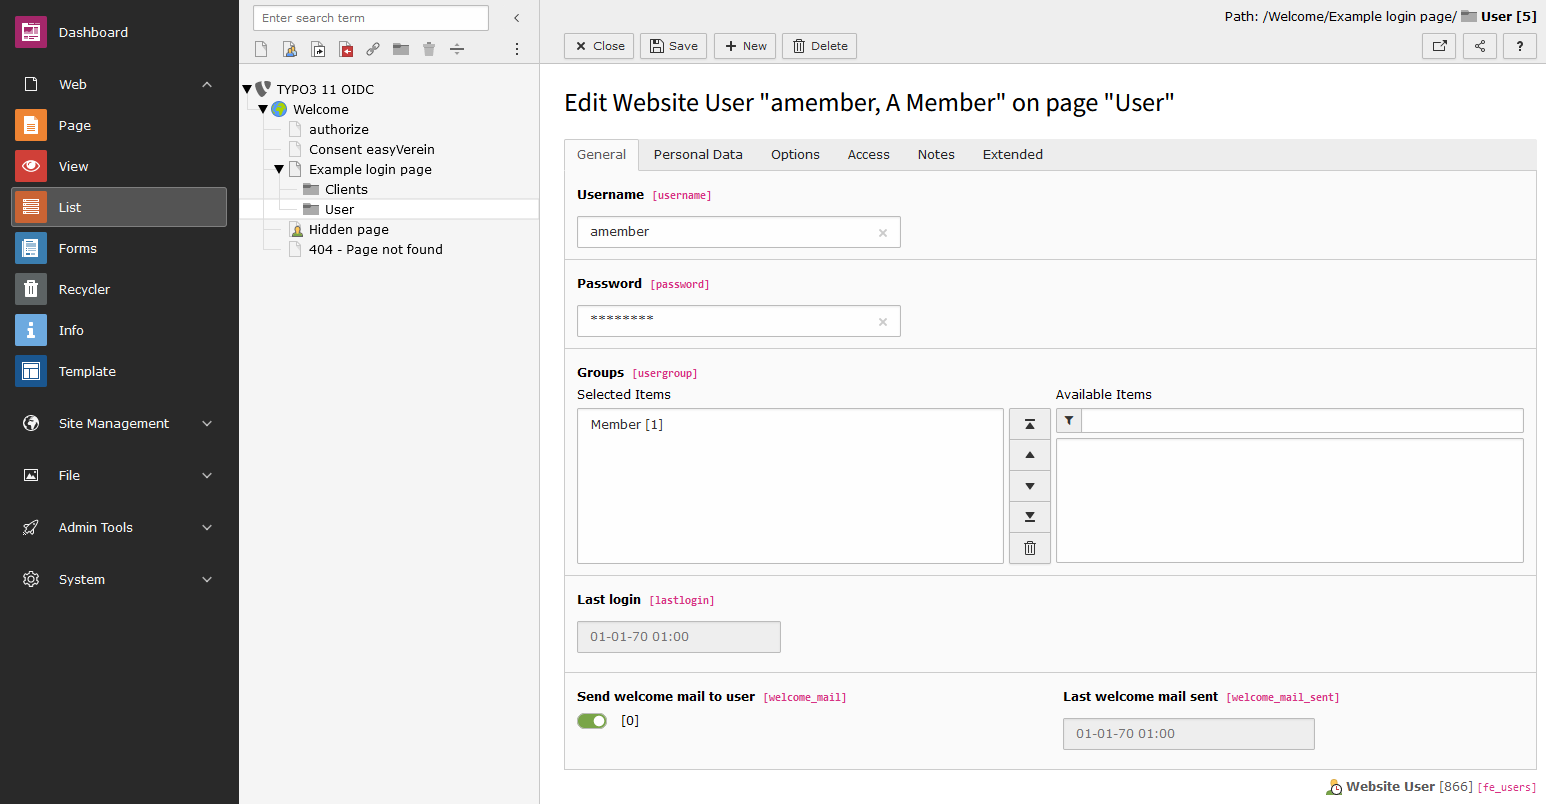 Dashboard
Web
Page
View
List
Forms
Recycler
Info
Template
Site Management
File
Admin Tools
System
Enter search term
TYPO3 11 OIDC
Welcome
authorize
Consent easyVerein
Example login page
Clients
User
Hidden page
404 - Page not found
Path: /Welcome/Example login page/ User [5]
Close Save New Delete ?
Edit Website User "amember, A Member" on page "User"
General Personal Data Options Access Notes Extended
Username [username]
amember
Password [password]
********
Groups [usergroup]
Selected Items Available Items
Member [1]
Last login [lastlogin]
01-01-70 01:00
Send welcome mail to user [welcome_mail] Last welcome mail sent [welcome_mail_sent]
[0]
01-01-70 01:00
Website User [866] [fe_users]